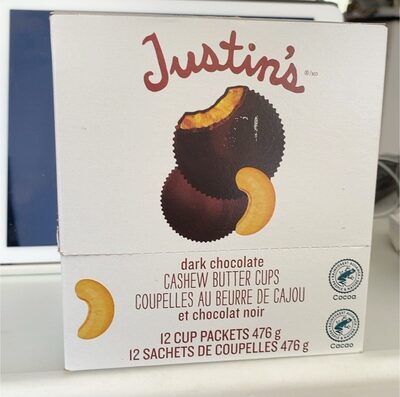 Justin's
dark chocolate
CASHEW BUTTER CUPS
COUPELLES AU BEURRE DE CAJOU
et chocolat noir
12 CUP PACKETS 476 g
12 SACHETS DE COUPELLES 476 g
Cocoa
Cacao